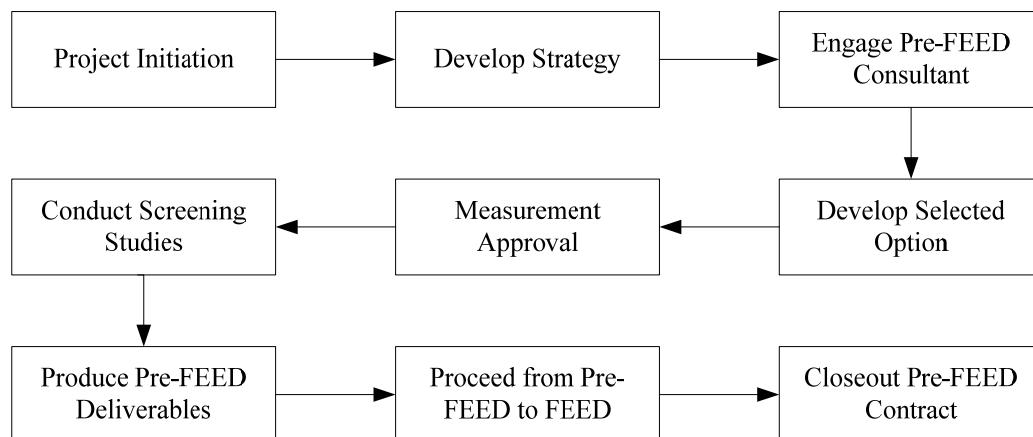 Project Initiation
Develop Strategy
Engage Pre-FEED
Consultant
Develop Selected
Option
Measurement
Approval
Conduct Screening
Studies
Produce Pre-FEED
Deliverables
Proceed from Pre-
FEED to FEED
Closeout Pre-FEED
Contract